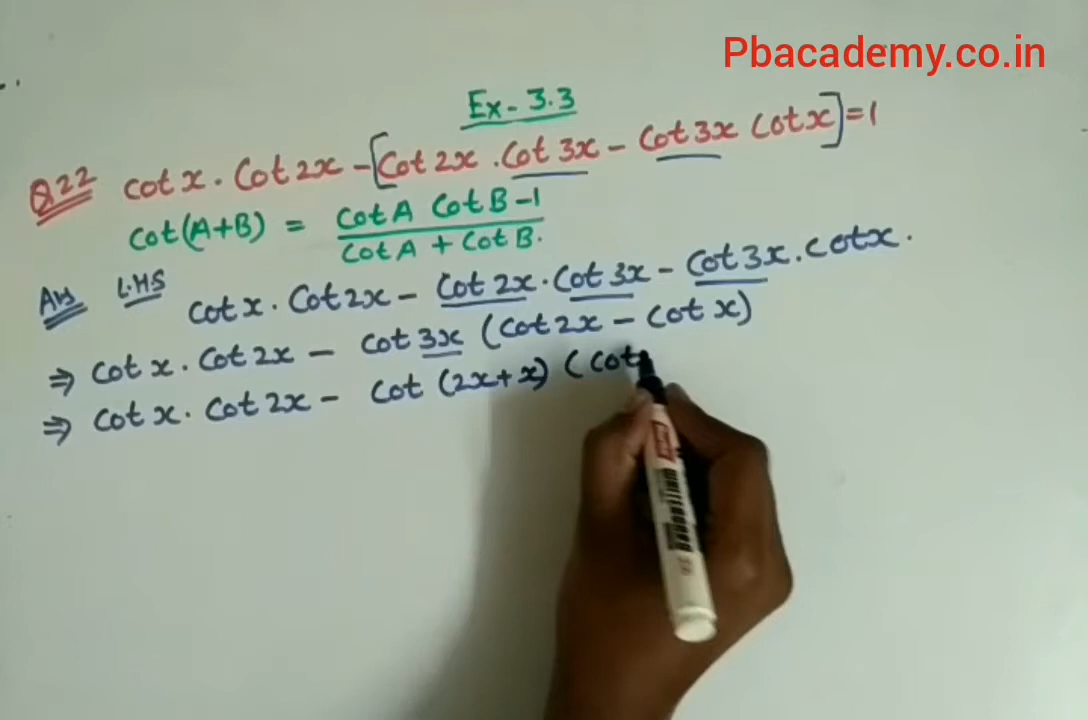 Pbacademy.co.in
Ex - 3.3
Q22 cot x . Cot 2x - [Cot 2x . Cot 3x - Cot 3x Cot x] = 1
cot (A+B) = CotA CotB - 1 / CotA + CotB.
Ans L.H.S cot x . Cot 2x - Cot 2x . Cot 3x - Cot 3x . Cotx .
⇒ Cot x . Cot 2x - Cot 3x (Cot 2x - Cot x)
⇒ Cot x . Cot 2x - Cot (2x + x) (Cot
WHITEBOARD